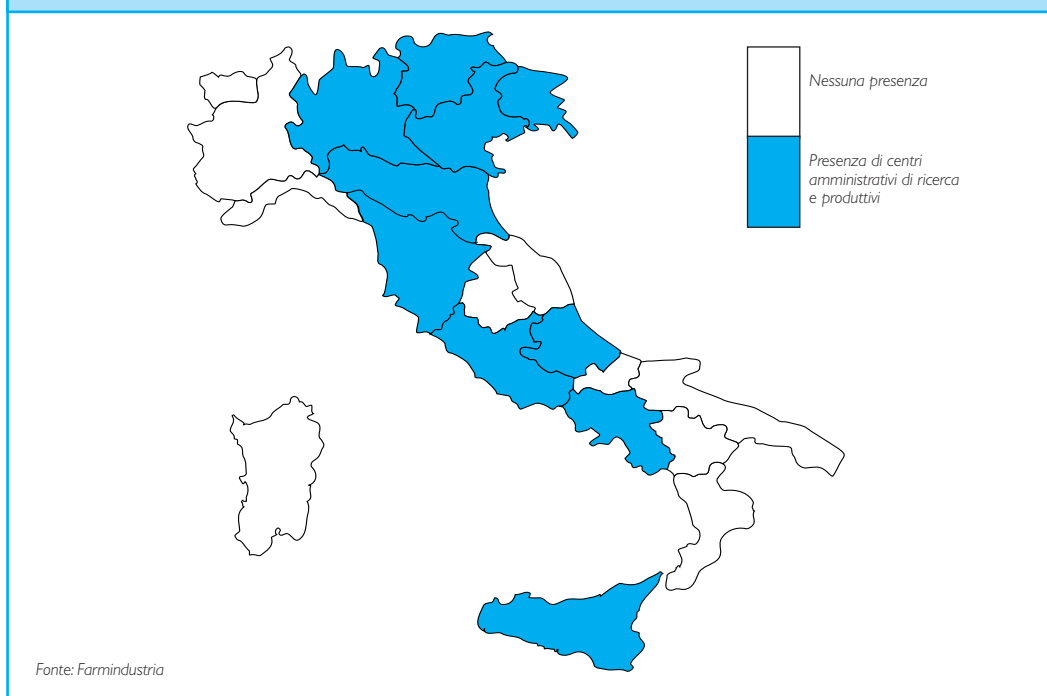 Nessuna presenza
Presenza di centri
amministrativi di ricerca
e produttivi
Fonte: Farmindustria